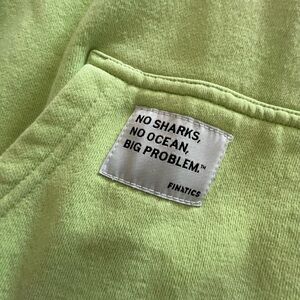 NO SHARKS,
NO OCEAN,
BIG PROBLEM.™
FINATICS